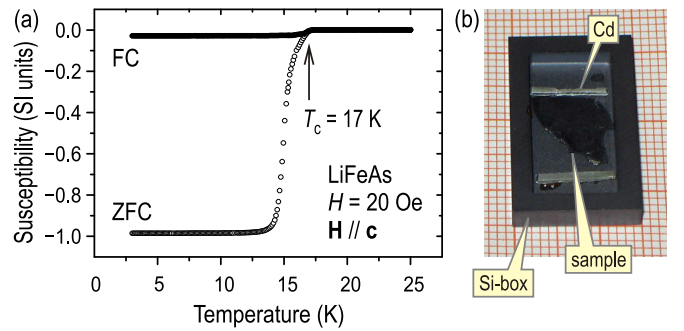 (a)
0.0
−0.2
−0.4
−0.6
−0.8
−1.0
Susceptibility (SI units)
FC
ZFC
Tc = 17 K
LiFeAs
H = 20 Oe
H // c
0
5
10
15
20
25
Temperature (K)
(b)
Cd
sample
Si-box